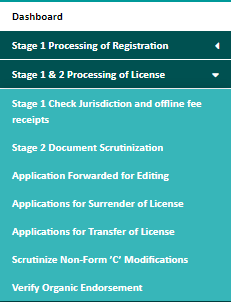 Dashboard
Stage 1 Processing of Registration
Stage 1 & 2 Processing of License
Stage 1 Check Jurisdiction and offline fee
receipts
Stage 2 Document Scrutinization
Application Forwarded for Editing
Applications for Surrender of License
Applications for Transfer of License
Scrutinize Non-Form 'C' Modifications
Verify Organic Endorsement